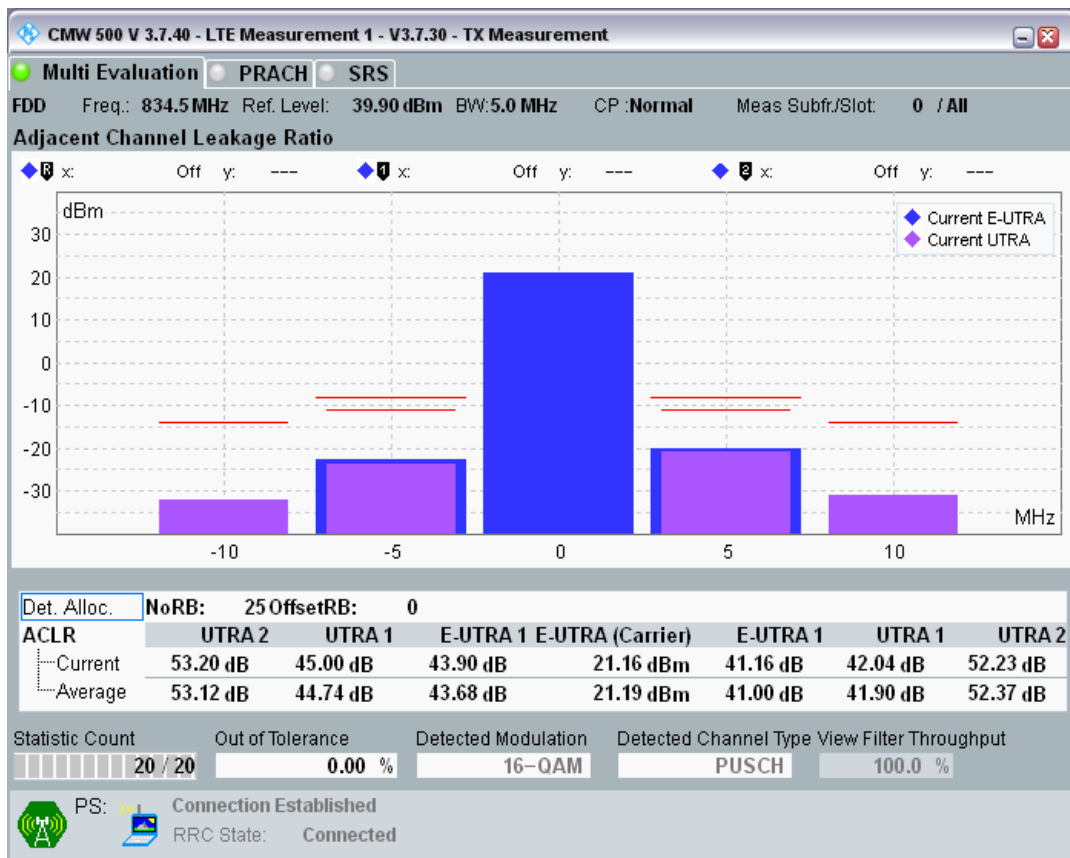 CMW 500 V 3.7.40 - LTE Measurement 1 - V3.7.30 - TX Measurement
Multi Evaluation PRACH SRS
FDD Freq.: 834.5 MHz Ref. Level: 39.90 dBm BW:5.0 MHz CP :Normal Meas Subfr./Slot: 0 / All
Adjacent Channel Leakage Ratio
R x: Off y: --- 1 x: Off y: --- 2 x: Off y: ---
dBm
Current E-UTRA
Current UTRA
30
20
10
0
-10
-20
-30
MHz
-10 -5 0 5 10
Det. Alloc. NoRB: 25 OffsetRB: 0
ACLR UTRA 2 UTRA 1 E-UTRA 1 E-UTRA (Carrier) E-UTRA 1 UTRA 1 UTRA 2
Current 53.20 dB 45.00 dB 43.90 dB 21.16 dBm 41.16 dB 42.04 dB 52.23 dB
Average 53.12 dB 44.74 dB 43.68 dB 21.19 dBm 41.00 dB 41.90 dB 52.37 dB
Statistic Count Out of Tolerance Detected Modulation Detected Channel Type View Filter Throughput
20 / 20 0.00 % 16-QAM PUSCH 100.0 %
PS: Connection Established
RRC State: Connected